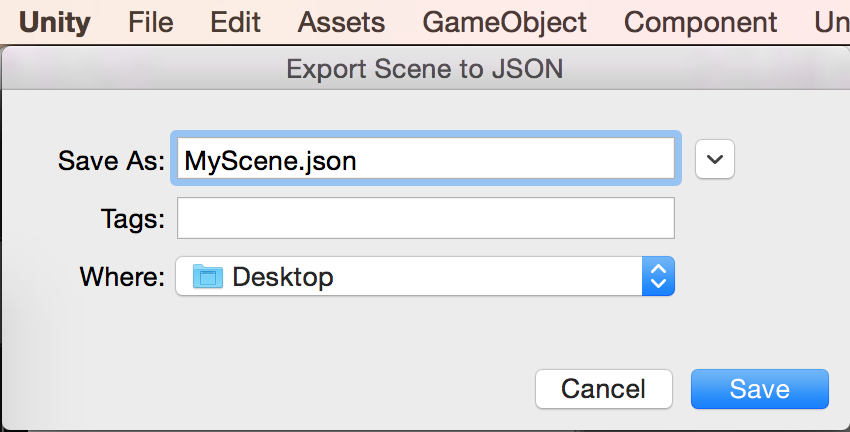 Unity File Edit Assets GameObject Component Un
Export Scene to JSON
Save As: MyScene.json
Tags:
Where: Desktop
Cancel Save